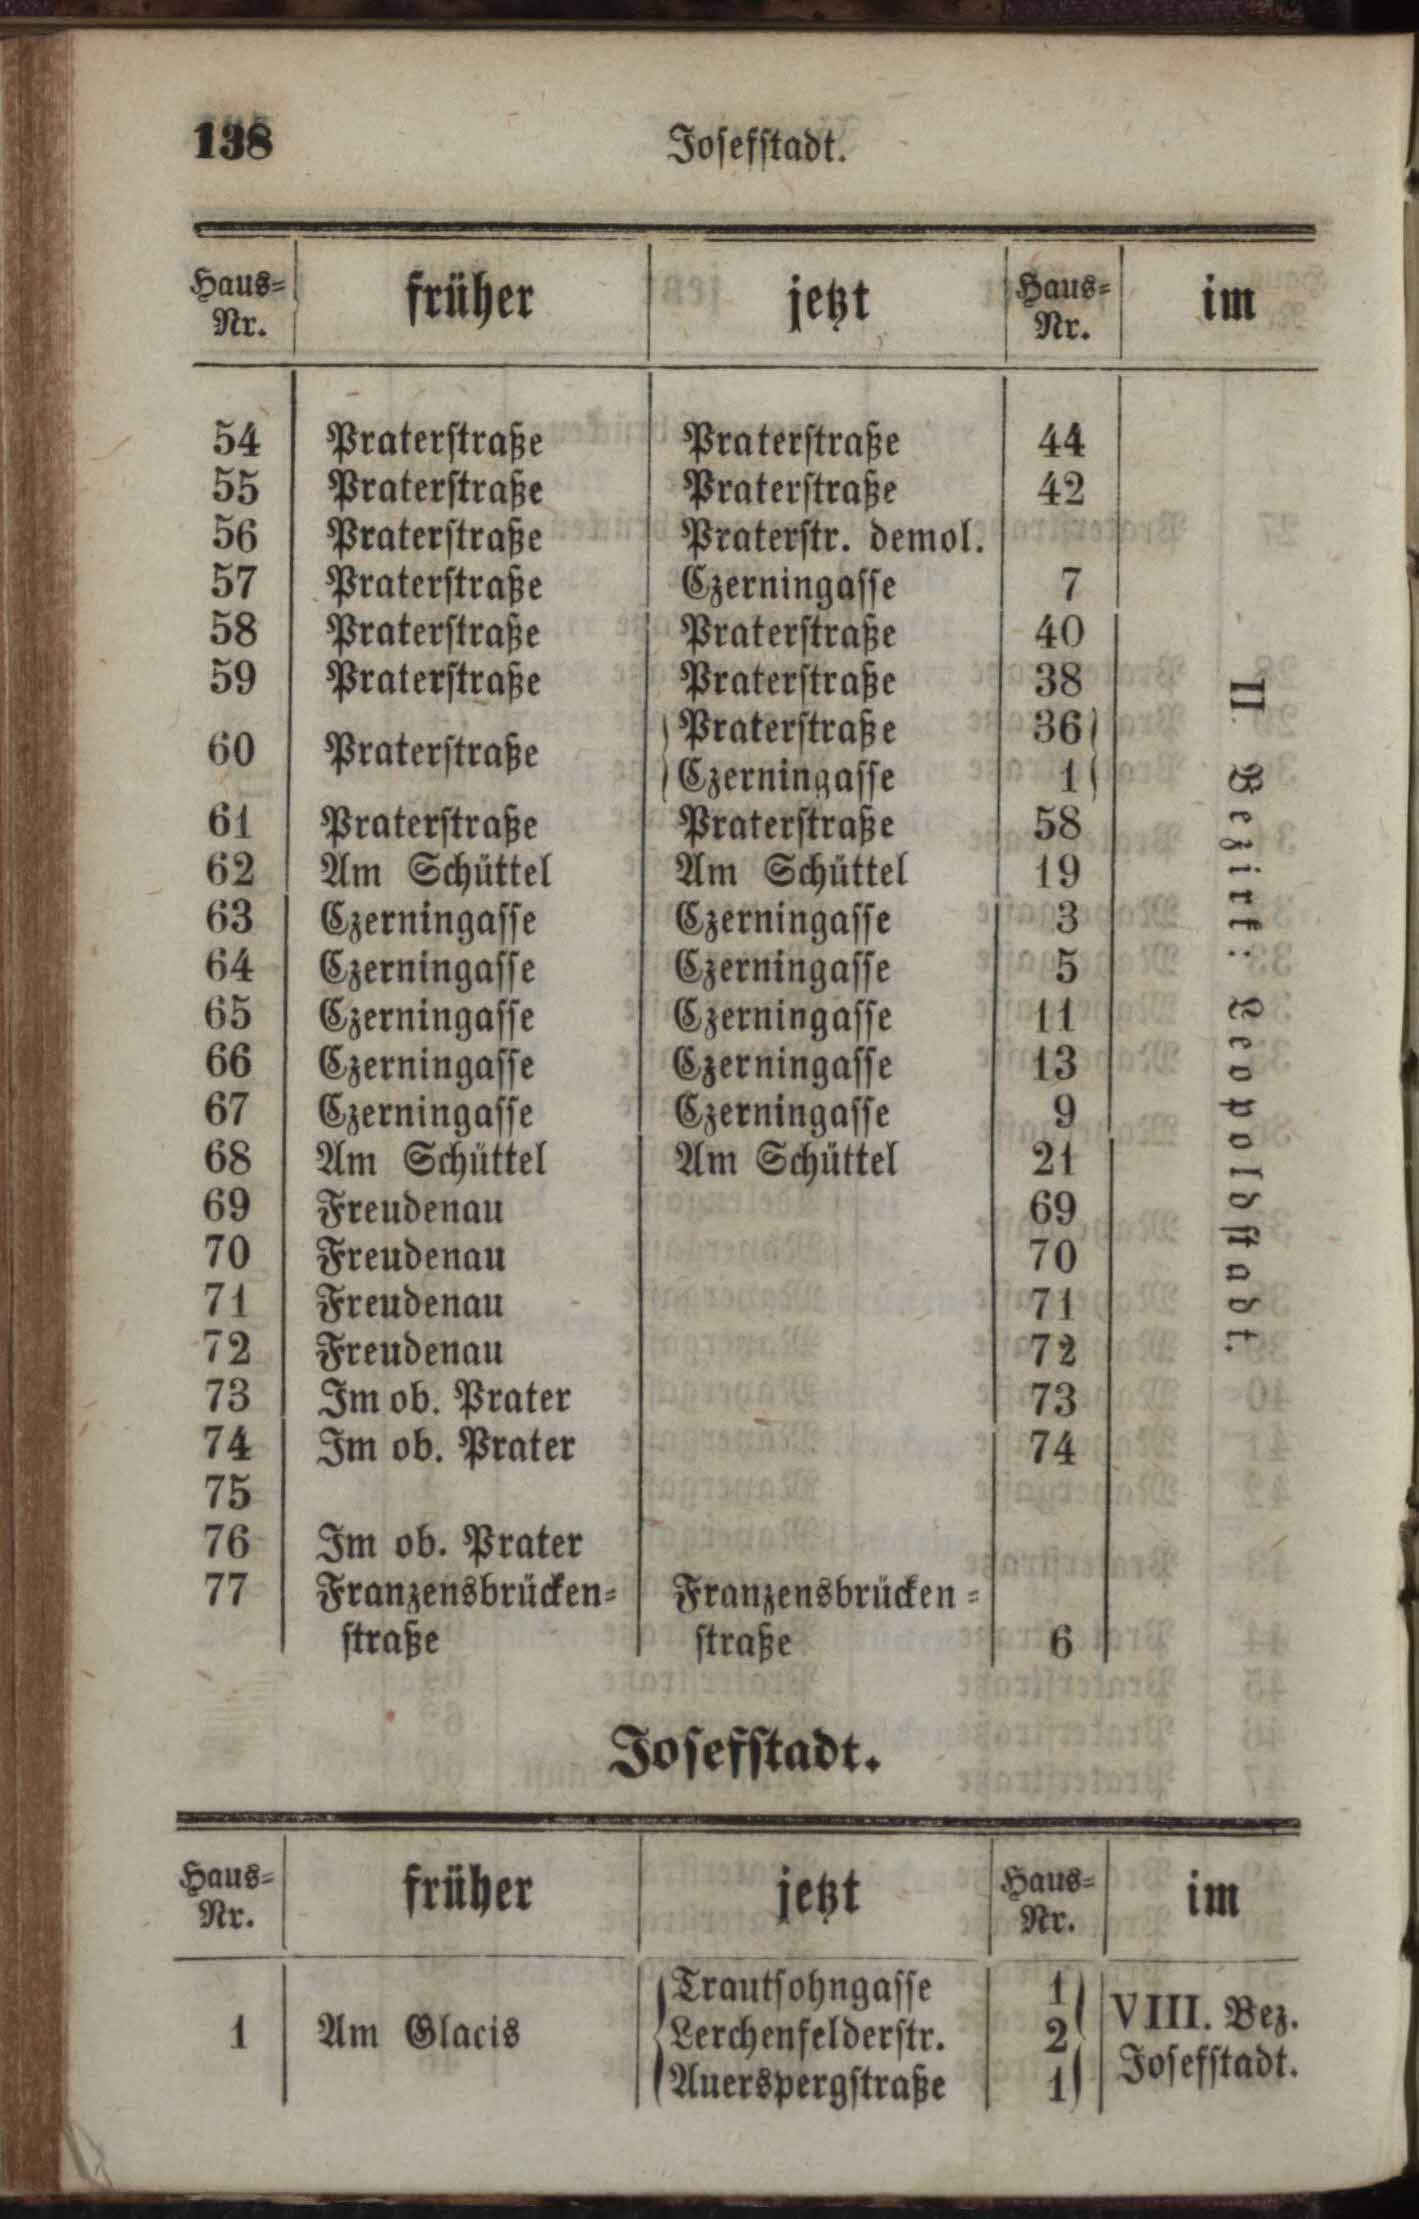 138 Josefstadt.
Haus-Nr. früher jetzt Haus-Nr. im
54 Praterstraße Praterstraße 44
55 Praterstraße Praterstraße 42
56 Praterstraße Praterstr. demol.
57 Praterstraße Czerningasse 7
58 Praterstraße Praterstraße 40
59 Praterstraße Praterstraße 38
60 Praterstraße Praterstraße 36
Czerningasse 1
61 Praterstraße Praterstraße 58
62 Am Schüttel Am Schüttel 19
63 Czerningasse Czerningasse 3
64 Czerningasse Czerningasse 5
65 Czerningasse Czerningasse 11
66 Czerningasse Czerningasse 13
67 Czerningasse Czerningasse 9
68 Am Schüttel Am Schüttel 21
69 Freudenau 69
70 Freudenau 70
71 Freudenau 71
72 Freudenau 72
73 Im ob. Prater 73
74 Im ob. Prater 74
75
76 Im ob. Prater
77 Franzensbrücken- Franzensbrücken-
straße straße 6
II. Bezirk: Leopoldstadt.
Josefstadt.
Haus-Nr. früher jetzt Haus-Nr. im
Trautsohngasse 1
1 Am Glacis Lerchenfelderstr. 2 VIII. Bez.
Auerspergstraße 1 Josefstadt.